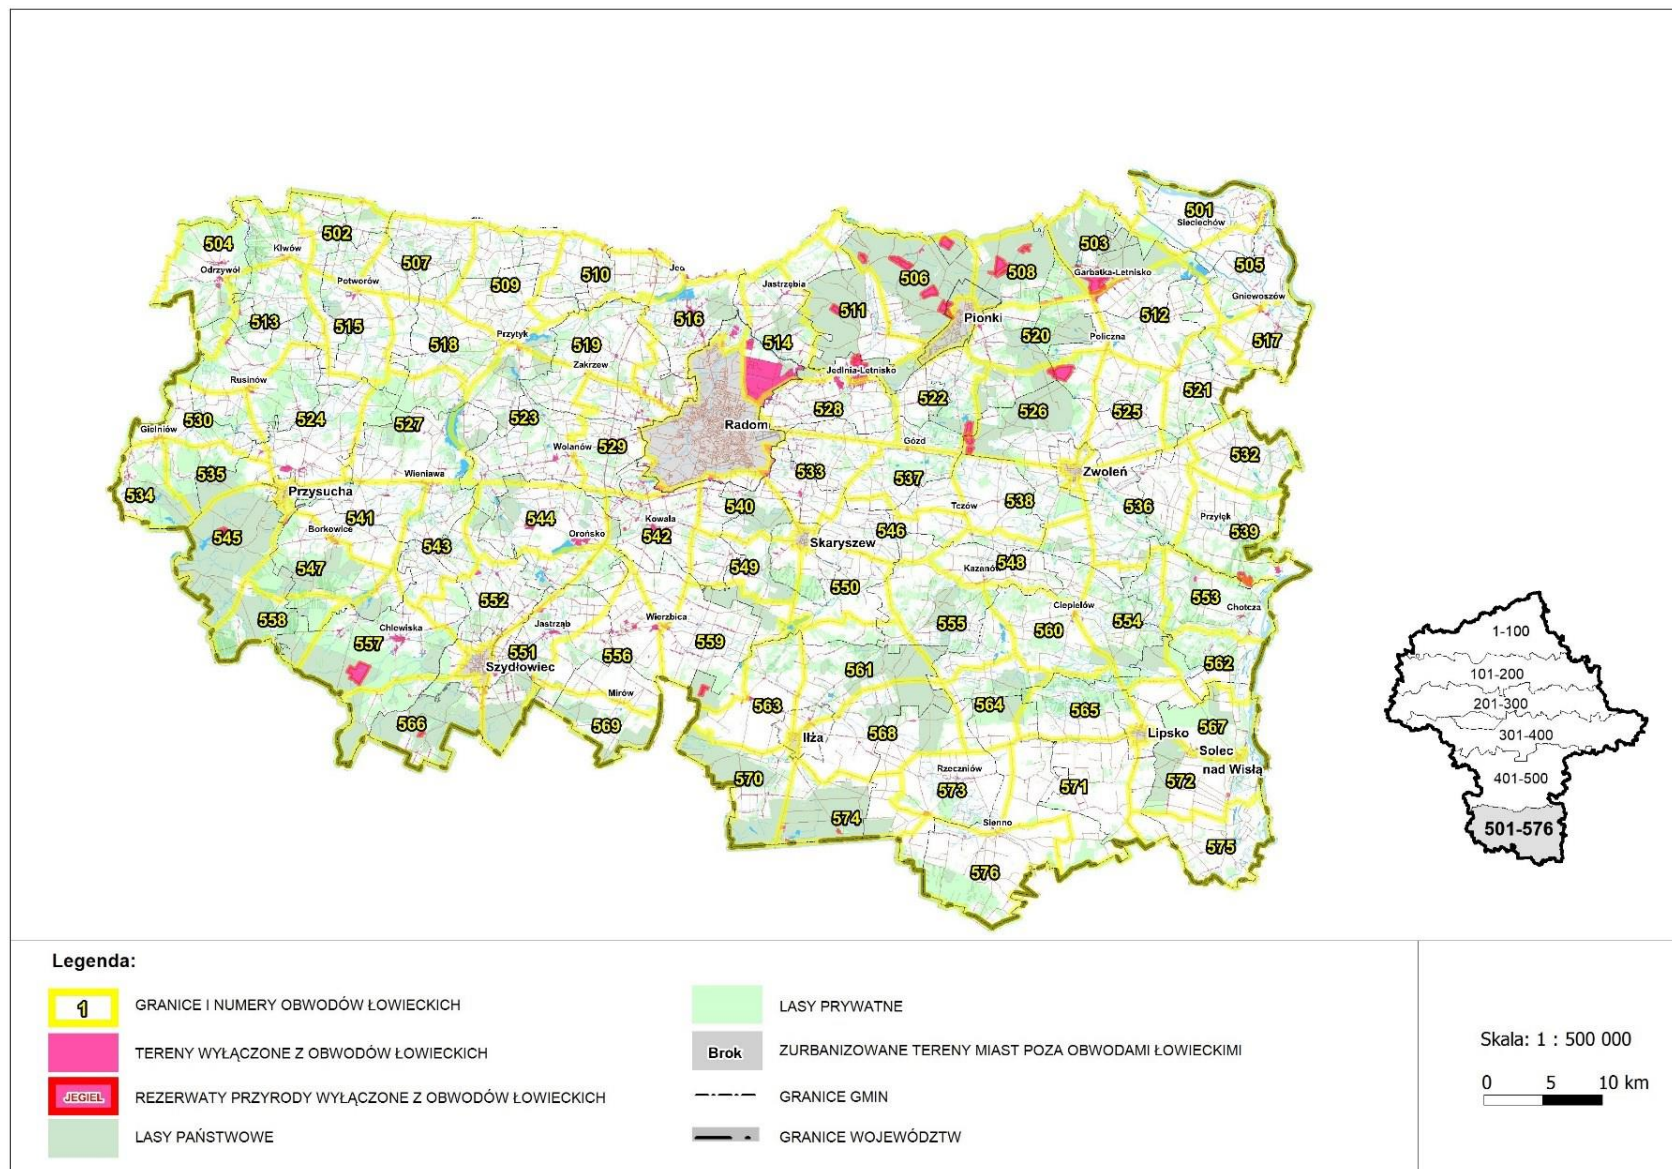 501
Sieciechów
504
502
Kłwów
503
Odrzywół
507
506
508
505
Garbatka-Letnisko
Potworów
509
510
Jed
Jastrzębia
Gniewoszów
513
515
516
511
Pionki
512
518
Przytyk
519
514
520
Policzna
517
Zakrzew
Jedlnia-Letnisko
Rusinów
530
524
527
523
528
522
526
525
521
Gielniów
Radom
Wolanów
529
Gózd
532
535
Wieniawa
533
537
Zwoleń
534
Przysucha
541
544
540
Tczów
538
536
Borkowice
Kowala
Przyłęk
545
Orońsko
542
Skaryszew
546
539
543
547
549
Kazanów
548
552
550
553
Ciepielów
Chotcza
558
Chlewiska
Jastrząb
Wierzbica
555
560
554
557
551
556
559
Szydłowiec
561
562
Mirów
563
564
565
566
569
Iłża
568
Lipsko
567
Solec
nad Wisłą
570
Rzeczniów
573
571
572
574
Sienno
575
576
1-100
101-200
201-300
301-400
401-500
501-576
Legenda:
1 GRANICE I NUMERY OBWODÓW ŁOWIECKICH
TERENY WYŁĄCZONE Z OBWODÓW ŁOWIECKICH
JEGIEL REZERWATY PRZYRODY WYŁĄCZONE Z OBWODÓW ŁOWIECKICH
LASY PAŃSTWOWE
LASY PRYWATNE
Brok ZURBANIZOWANE TERENY MIAST POZA OBWODAMI ŁOWIECKIMI
GRANICE GMIN
GRANICE WOJEWÓDZTW
Skala: 1 : 500 000
0 5 10 km